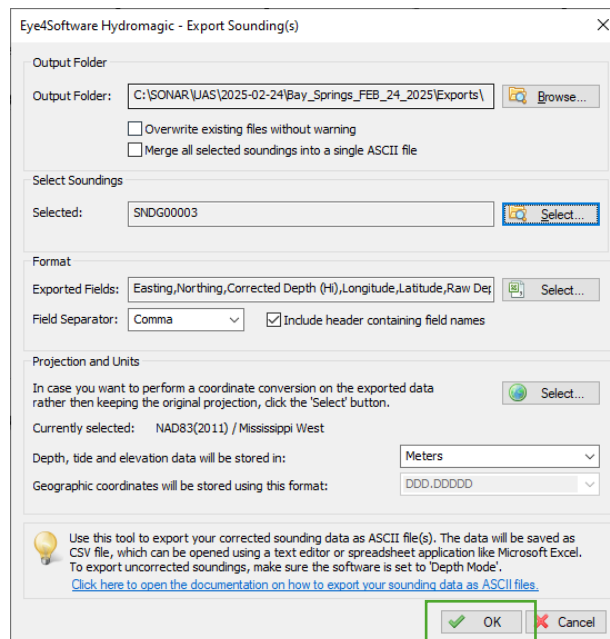 Eye4Software Hydromagic - Export Sounding(s)
Output Folder
Output Folder: C:\SONAR\UAS\2025-02-24\Bay_Springs_FEB_24_2025\Exports\ Browse...
Overwrite existing files without warning
Merge all selected soundings into a single ASCII file
Select Soundings
Selected: SNDG00003 Select...
Format
Exported Fields: Easting,Northing,Corrected Depth (Hi),Longitude,Latitude,Raw Dep Select...
Field Separator: Comma Include header containing field names
Projection and Units
In case you want to perform a coordinate conversion on the exported data
rather then keeping the original projection, click the 'Select' button. Select...
Currently selected: NAD83(2011) / Mississippi West
Depth, tide and elevation data will be stored in: Meters
Geographic coordinates will be stored using this format: DDD.DDDDD
Use this tool to export your corrected sounding data as ASCII file(s). The data will be saved as
CSV file, which can be opened using a text editor or spreadsheet application like Microsoft Excel.
To export uncorrected soundings, make sure the software is set to 'Depth Mode'.
Click here to open the documentation on how to export your sounding data as ASCII files.
OK Cancel